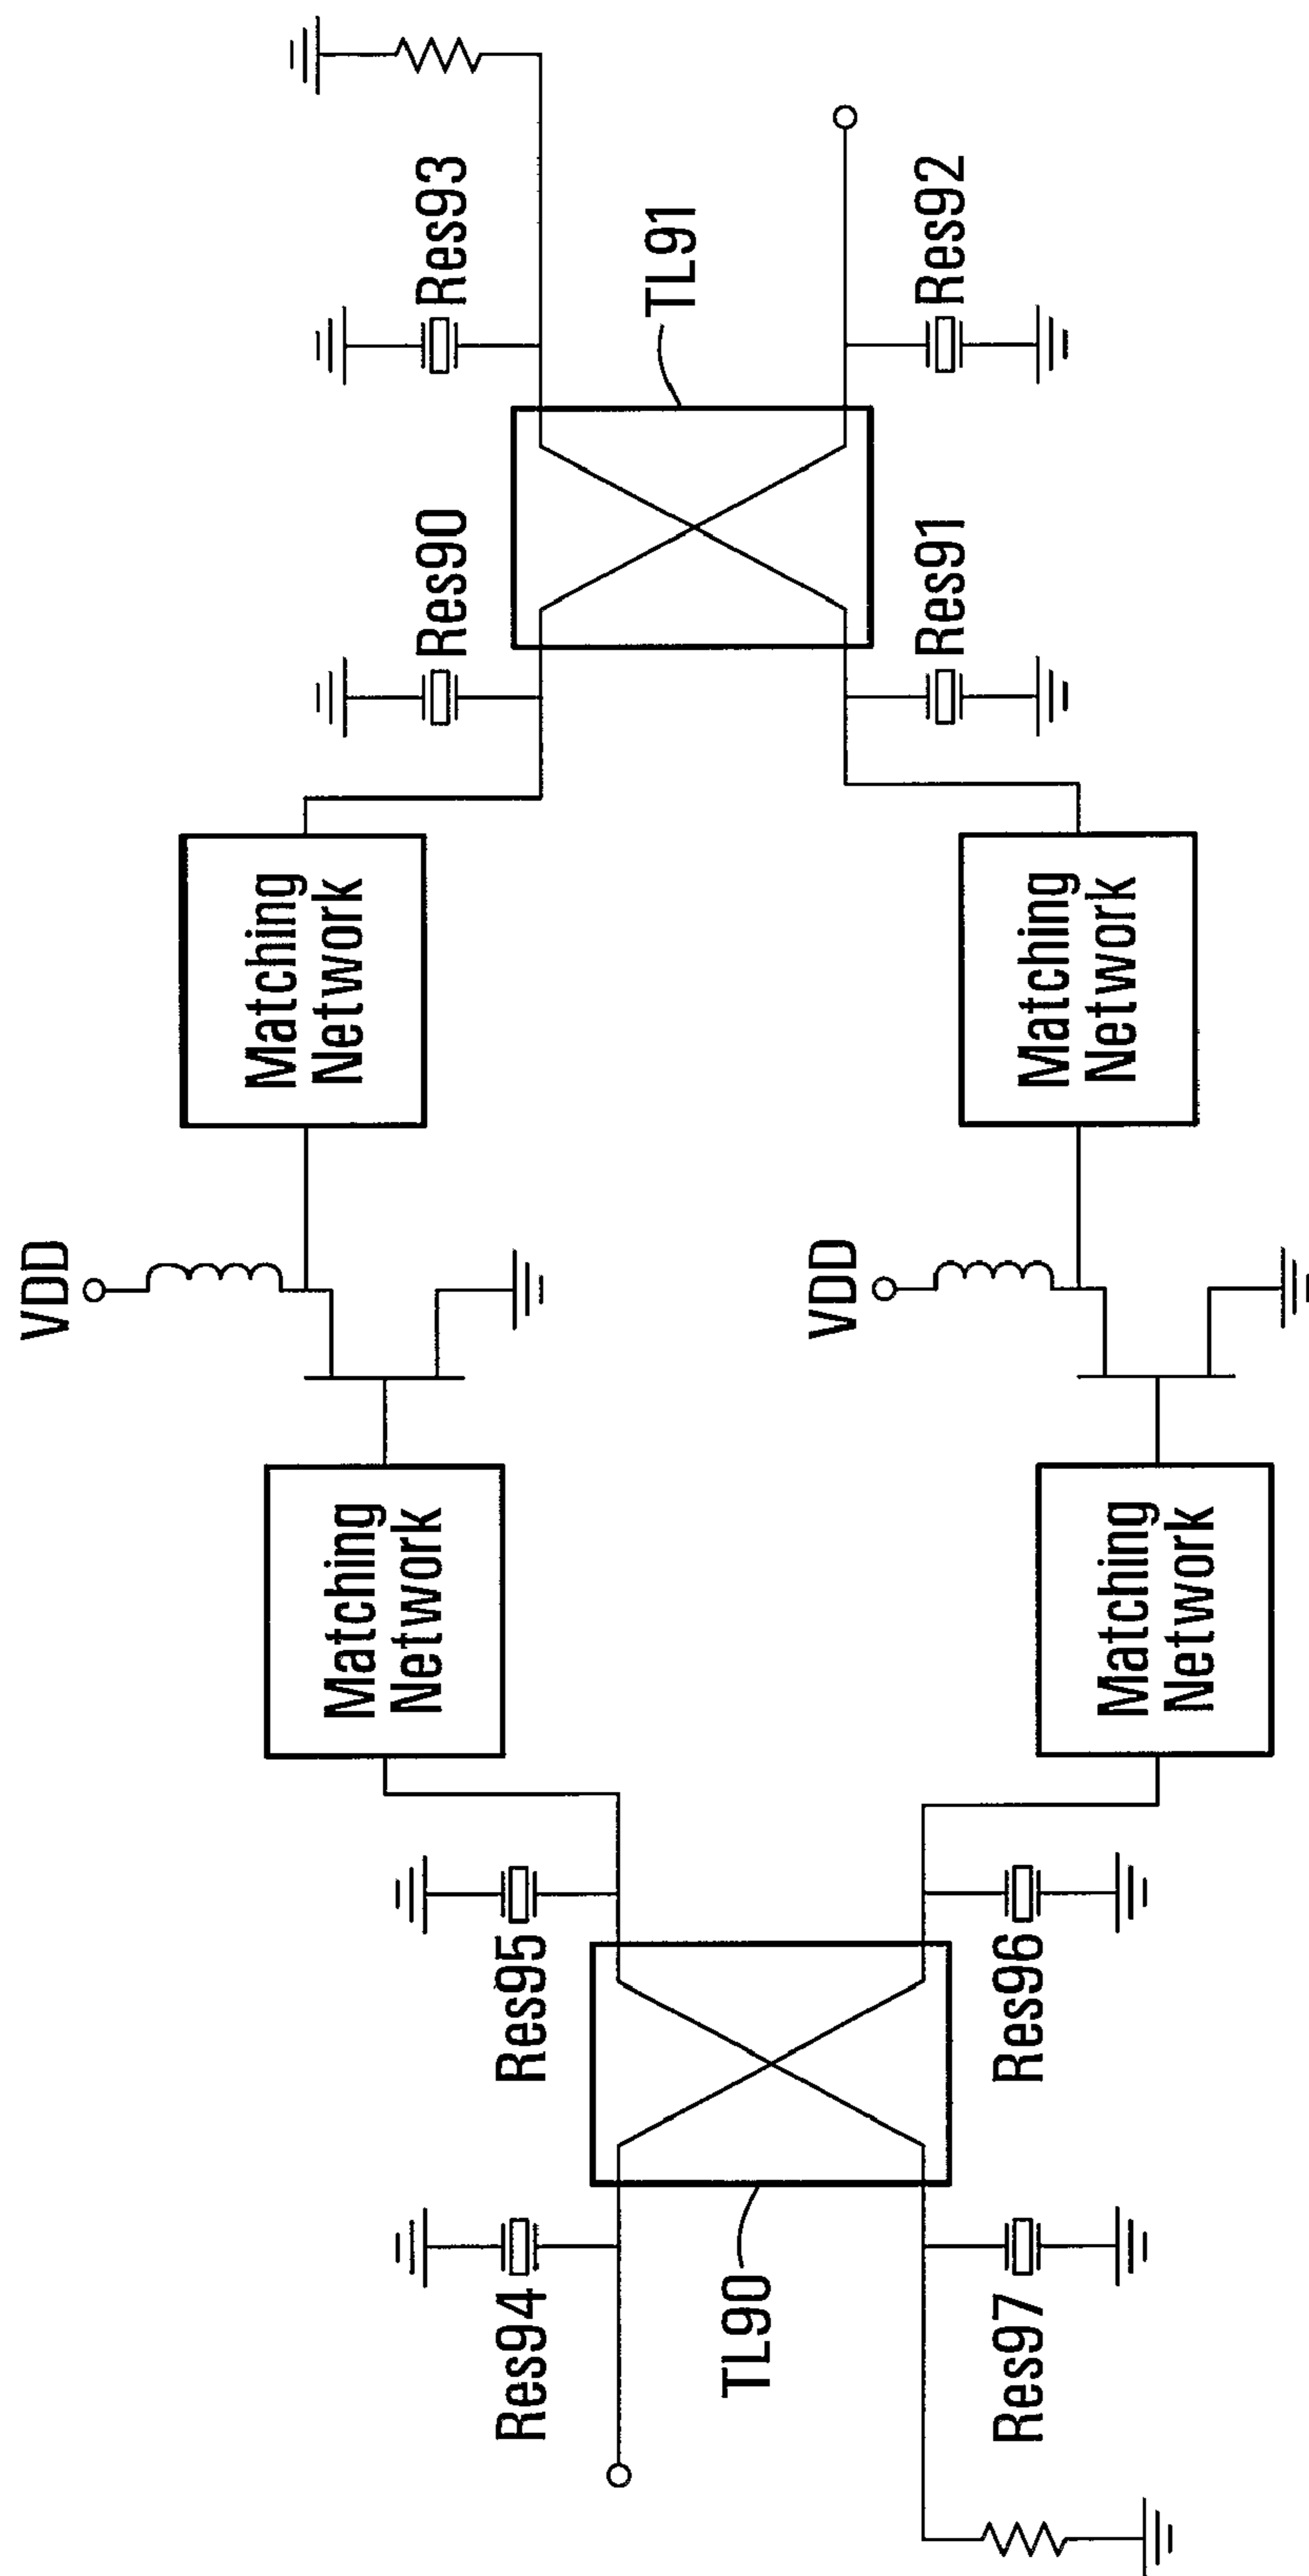 VDD
Matching
Network
Matching
Network
Res93
Res90
TL91
Res92
Res91
Res95
Res94
TL90
Res96
Res97
VDD
Matching
Network
Matching
Network